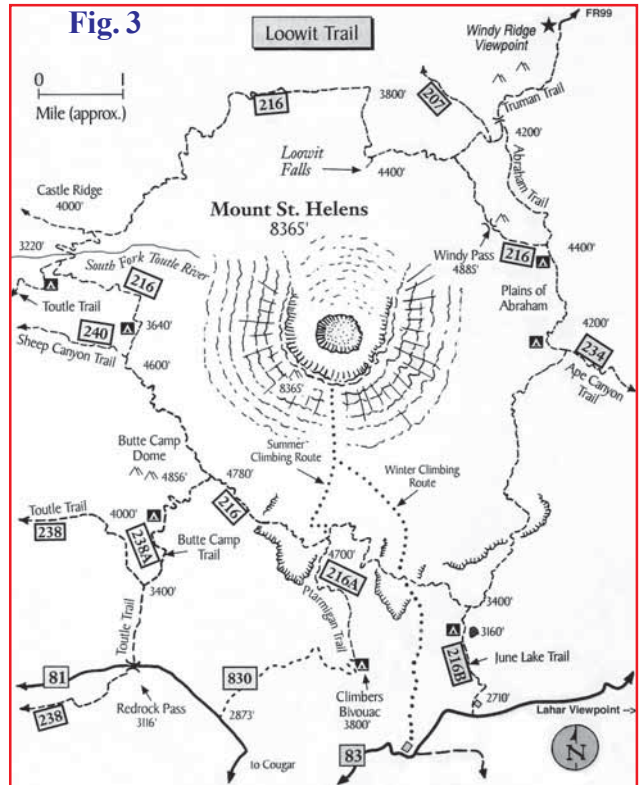 Fig. 3
Loowit Trail
Windy Ridge
Viewpoint
FR99
0 1
Mile (approx.)
216
3800'
207
Truman Trail
4200'
Loowit
Falls
4400'
Abraham Trail
Castle Ridge
4000'
Mount St. Helens
8365'
3220'
South Fork Toutle River
Windy Pass
4885'
216
4400'
216
Toutle Trail
Plains of
Abraham
240
3640'
Sheep Canyon Trail
4600'
4200'
234
Ape Canyon
Trail
8365'
Butte Camp
Dome
4856'
4780'
Summer
Climbing Route
Winter Climbing
Route
Toutle Trail
238
4000'
216
238A
Butte Camp
Trail
4700'
216A
3400'
Ptarmigan Trail
3400'
3160'
Toutle Trail
216B
June Lake Trail
81
830
2710'
238
Redrock Pass
3116'
2873'
Climbers
Bivouac
3800'
Lahar Viewpoint -->
to Cougar
83
N